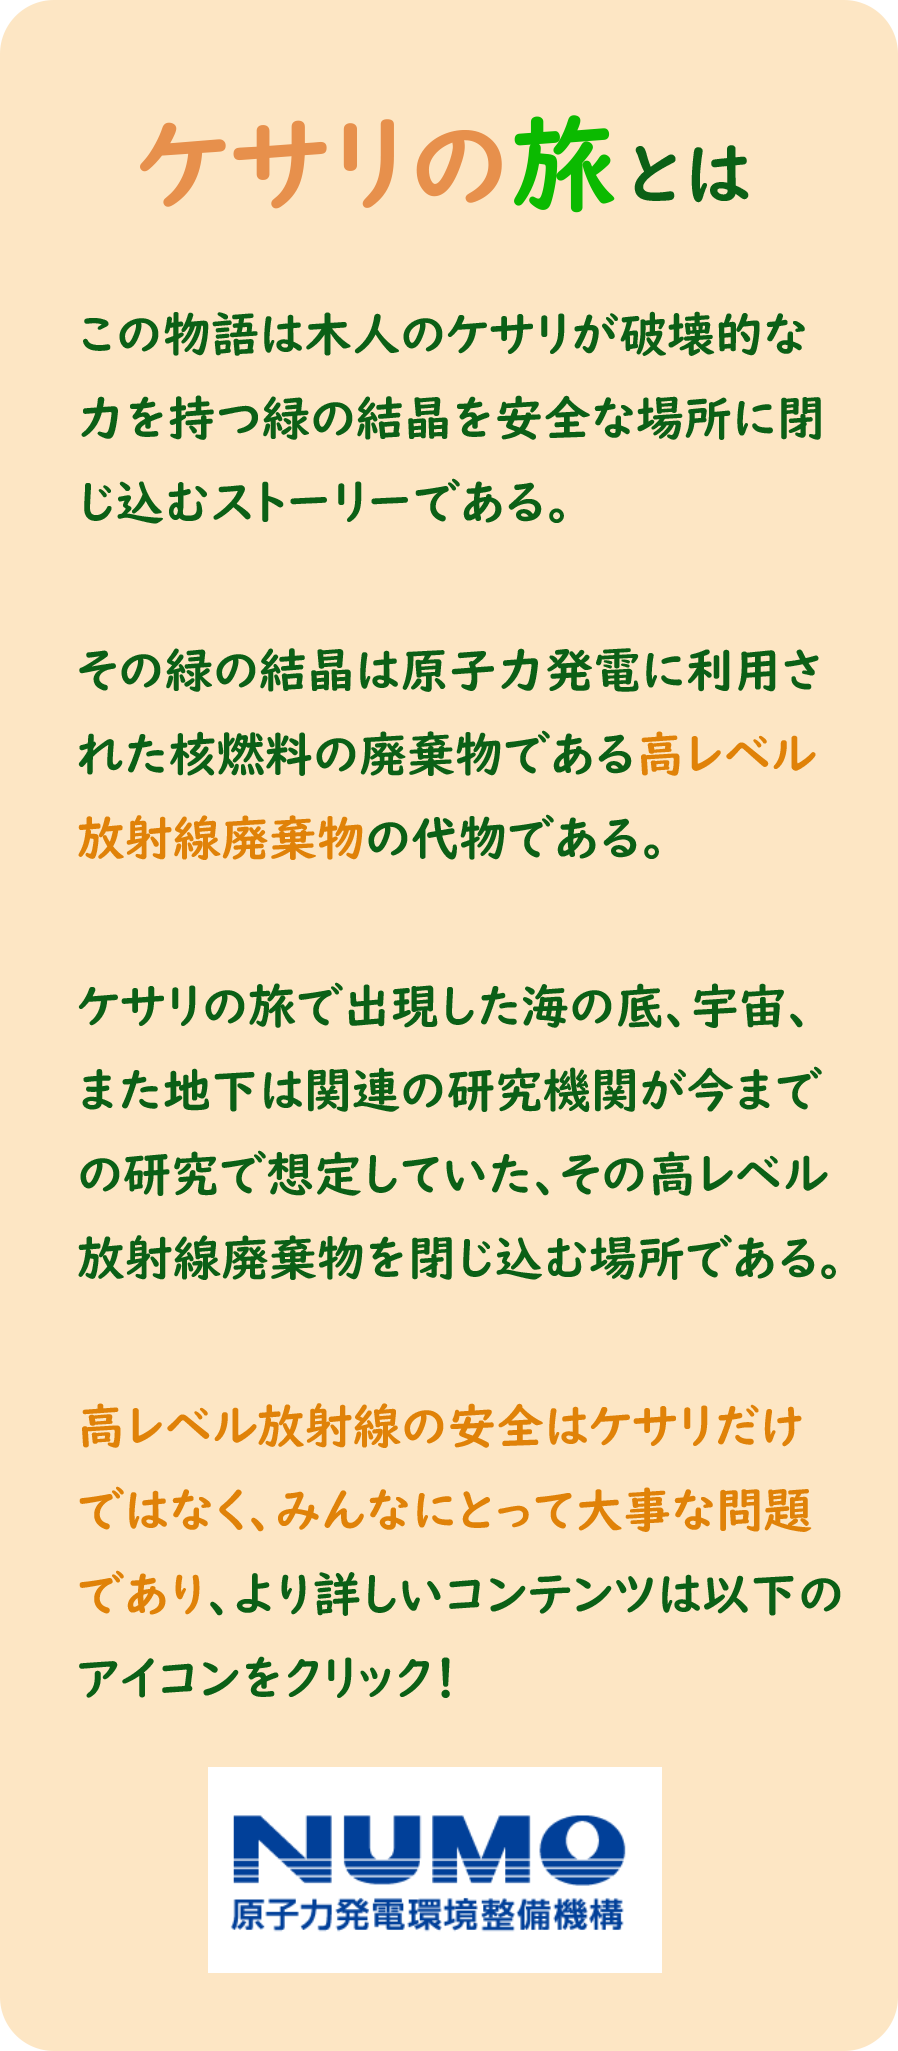 ケサリの旅とは
この物語は木人のケサリが破壊的な
力を持つ緑の結晶を安全な場所に閉
じ込むストーリーである。
その緑の結晶は原子力発電に利用さ
れた核燃料の廃棄物である高レベル
放射線廃棄物の代物である。
ケサリの旅で出現した海の底、宇宙、
また地下は関連の研究機関が今まで
の研究で想定していた、その高レベル
放射線廃棄物を閉じ込む場所である。
高レベル放射線の安全はケサリだけ
ではなく、みんなにとって大事な問題
であり、より詳しいコンテンツは以下の
アイコンをクリック!
NUMO
原子力発電環境整備機構